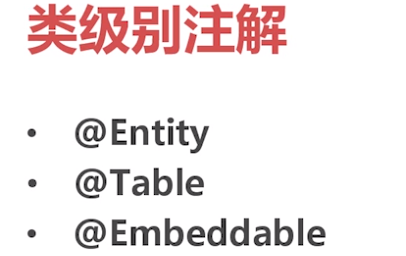 类级别注解
• @Entity
• @Table
• @Embeddable